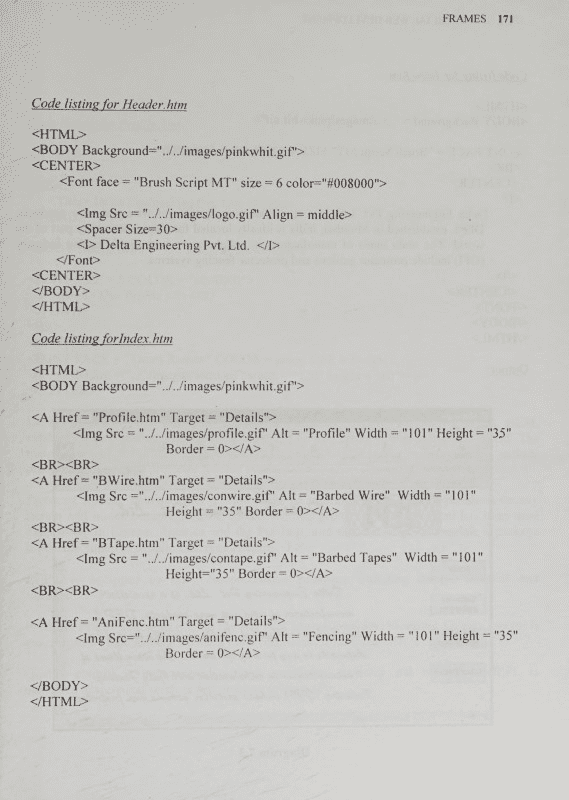 FRAMES 171
Code listing for Header.htm
<HTML>
<BODY Background="../../images/pinkwhit.gif">
<CENTER>
<Font face = "Brush Script MT" size = 6 color="#008000">
<Img Src = "../../images/logo.gif" Align = middle>
<Spacer Size=30>
<I> Delta Engineering Pvt. Ltd. </I>
</Font>
<CENTER>
</BODY>
</HTML>
Code listing forIndex.htm
<HTML>
<BODY Background="../../images/pinkwhit.gif">
<A Href = "Profile.htm" Target = "Details">
<Img Src = "../../images/profile.gif" Alt = "Profile" Width = "101" Height = "35"
Border = 0></A>
<BR><BR>
<A Href = "BWire.htm" Target = "Details">
<Img Src ="../../images/conwire.gif" Alt = "Barbed Wire" Width = "101"
Height = "35" Border = 0></A>
<BR><BR>
<A Href = "BTape.htm" Target = "Details">
<Img Src = "../../images/contape.gif" Alt = "Barbed Tapes" Width = "101"
Height="35" Border = 0></A>
<BR><BR>
<A Href = "AniFenc.htm" Target = "Details">
<Img Src="../../images/anifenc.gif" Alt = "Fencing" Width = "101" Height = "35"
Border = 0></A>
</BODY>
</HTML>